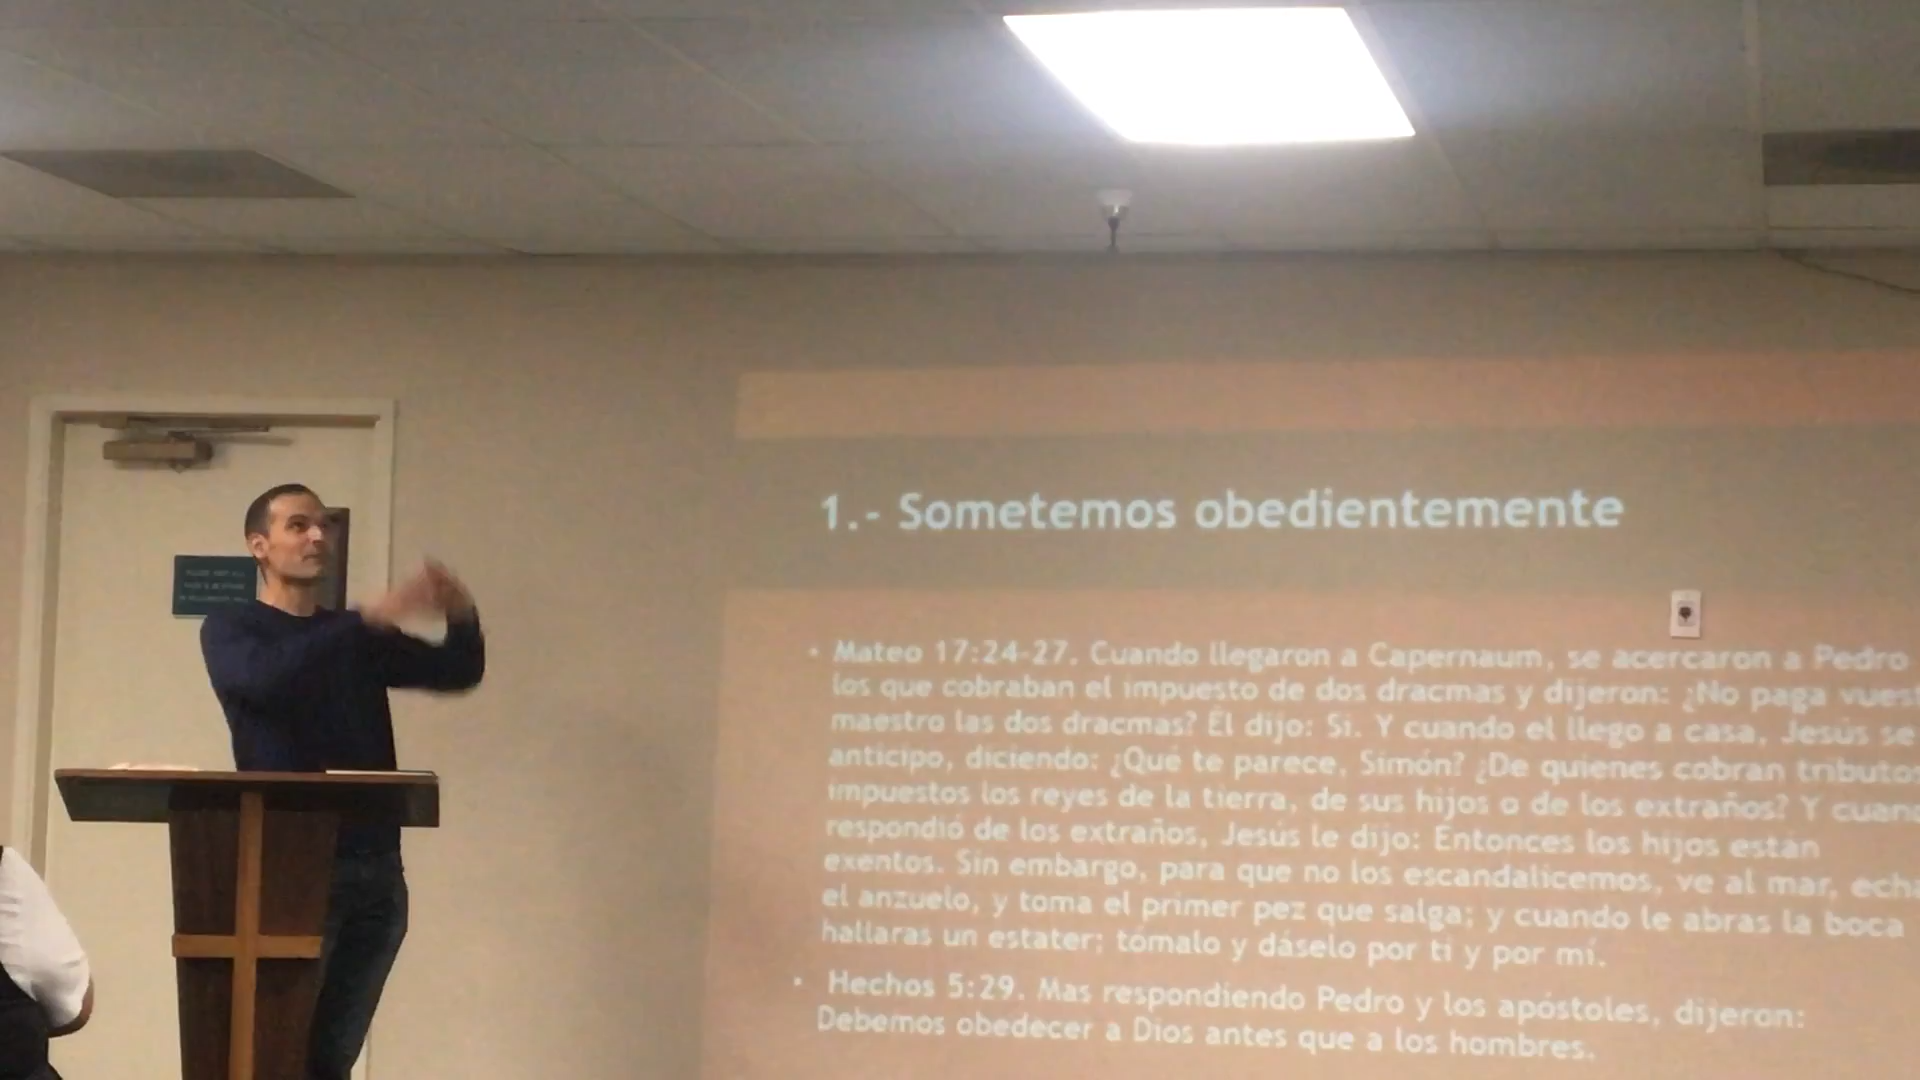 1.- Sometemos obedientemente
• Mateo 17:24-27. Cuando llegaron a Capernaum, se acercaron a Pedro
los que cobraban el impuesto de dos dracmas y dijeron: ¿No paga vuest
maestro las dos dracmas? Él dijo: Si. Y cuando el llego a casa, Jesús se
anticipo, diciendo: ¿Qué te parece, Simón? ¿De quienes cobran tributos
impuestos los reyes de la tierra, de sus hijos o de los extraños? Y cuand
respondió de los extraños, Jesús le dijo: Entonces los hijos están
exentos. Sin embargo, para que no los escandalicemos, ve al mar, echa
el anzuelo, y toma el primer pez que salga; y cuando le abras la boca
hallaras un estater; tómalo y dáselo por ti y por mí.
• Hechos 5:29. Mas respondiendo Pedro y los apóstoles, dijeron:
Debemos obedecer a Dios antes que a los hombres.